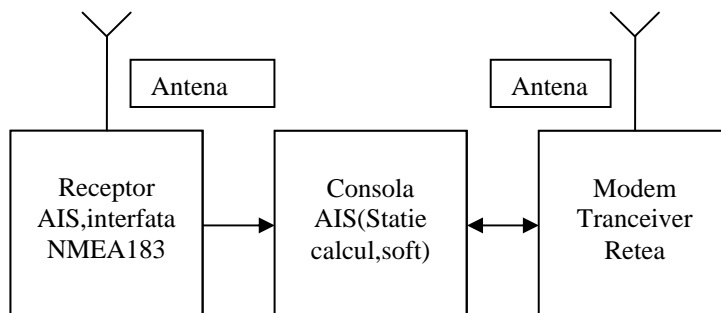 Antena
Antena
Receptor
AIS,interfata
NMEA183
Consola
AIS(Statie
calcul,soft)
Modem
Tranceiver
Retea